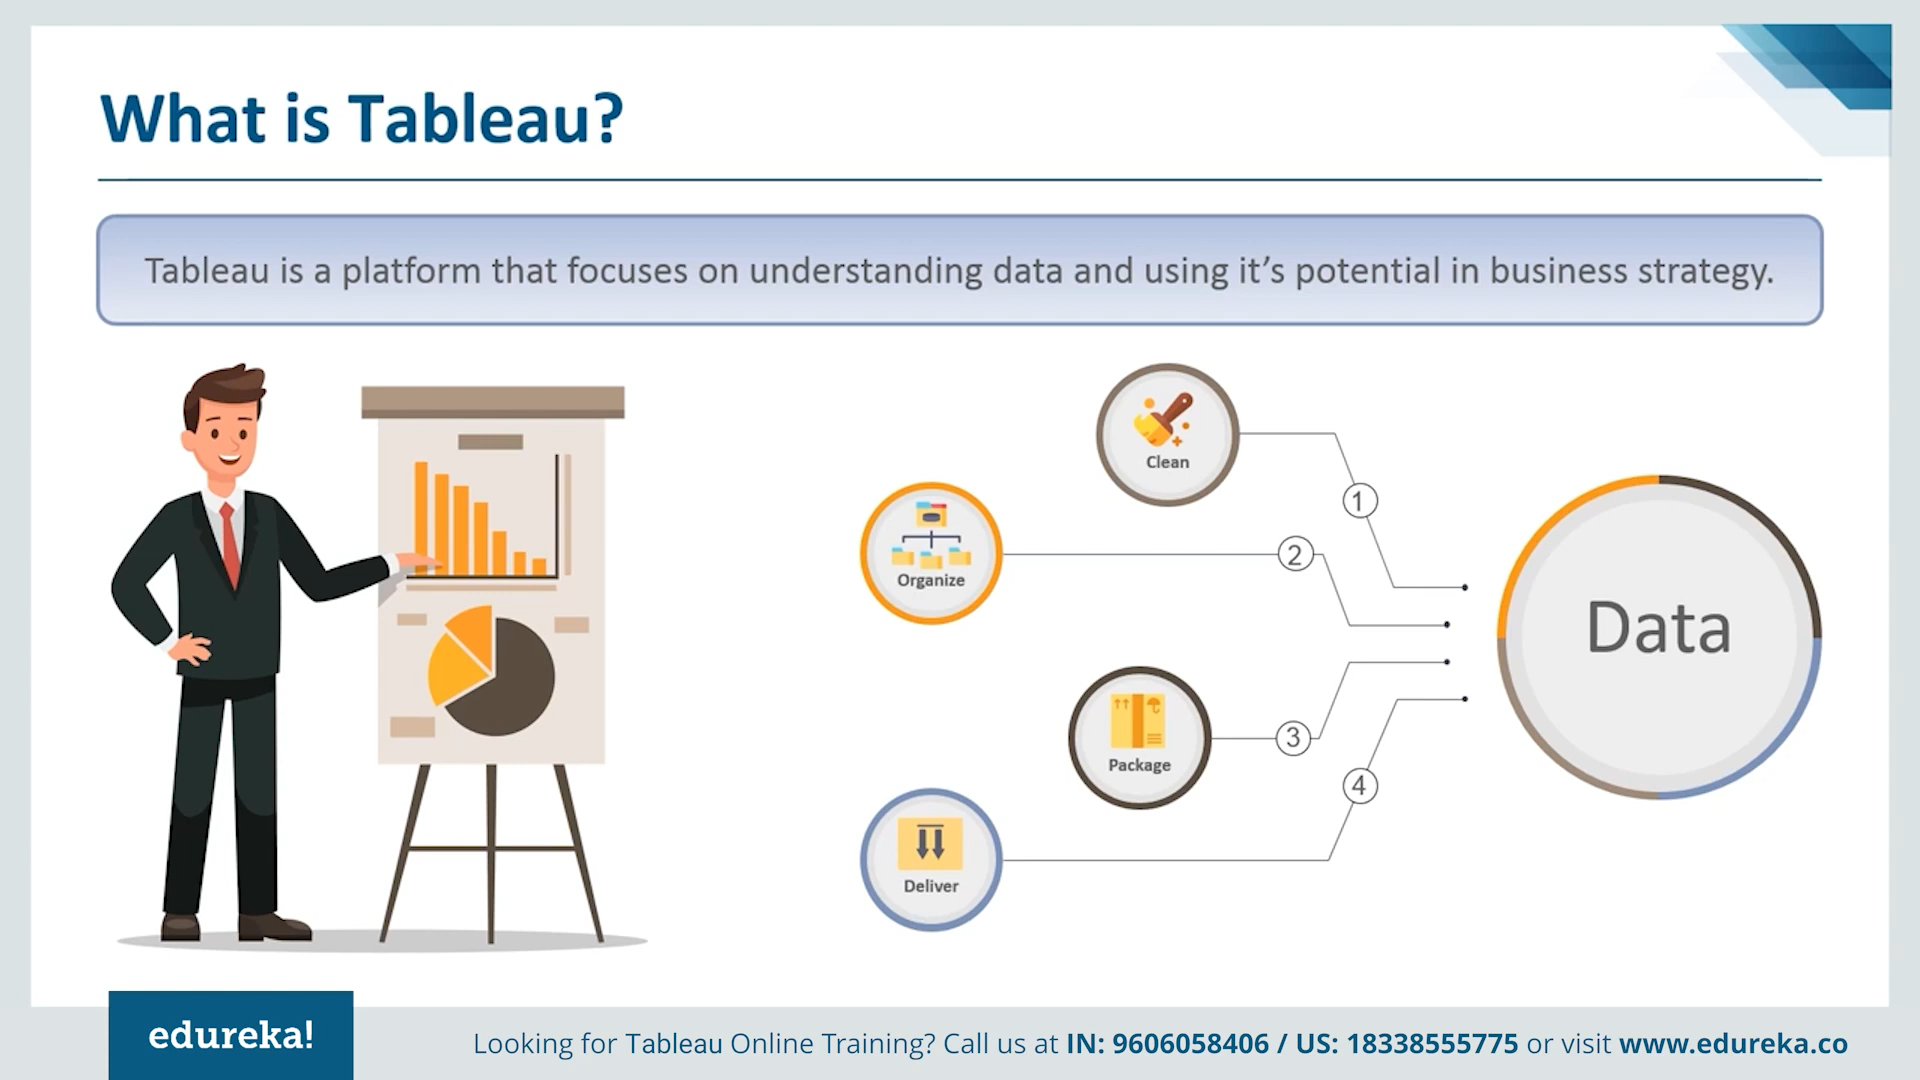 What is Tableau?
Tableau is a platform that focuses on understanding data and using it’s potential in business strategy.
Clean
1
Organize
2
Data
Package
3
4
Deliver
edureka!
Looking for Tableau Online Training? Call us at IN: 9606058406 / US: 18338555775 or visit www.edureka.co